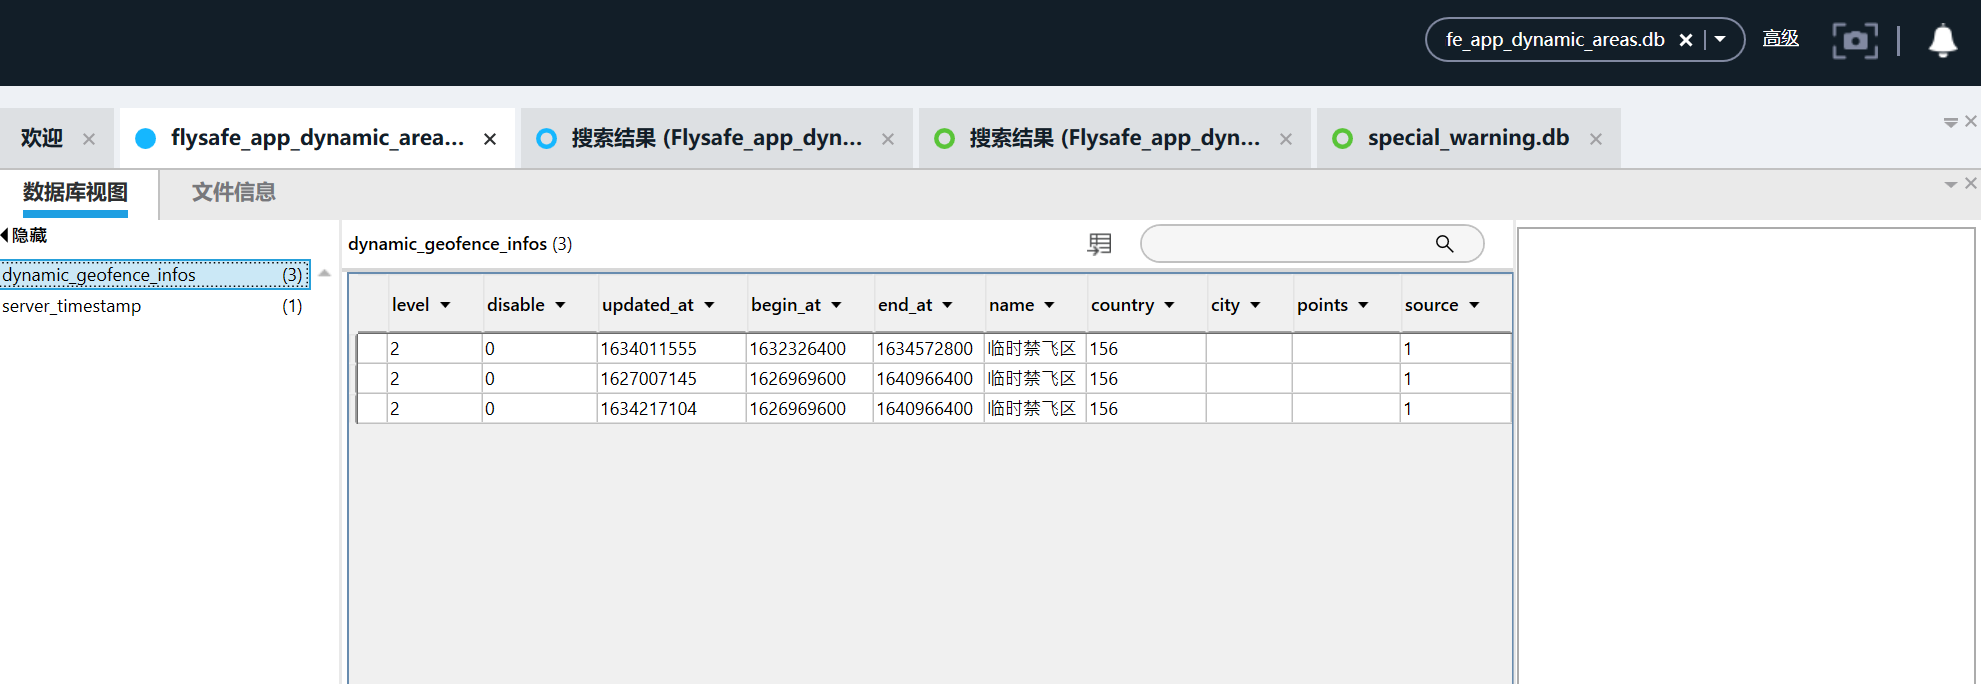 fe_app_dynamic_areas.db
高级
欢迎
flysafe_app_dynamic_area...
搜索结果 (Flysafe_app_dyn...
搜索结果 (Flysafe_app_dyn...
special_warning.db
数据库视图
文件信息
隐藏
dynamic_geofence_infos (3)
server_timestamp (1)
dynamic_geofence_infos (3)
level disable updated_at begin_at end_at name country city points source
2 0 1634011555 1632326400 1634572800 临时禁飞区 156 1
2 0 1627007145 1626969600 1640966400 临时禁飞区 156 1
2 0 1634217104 1626969600 1640966400 临时禁飞区 156 1